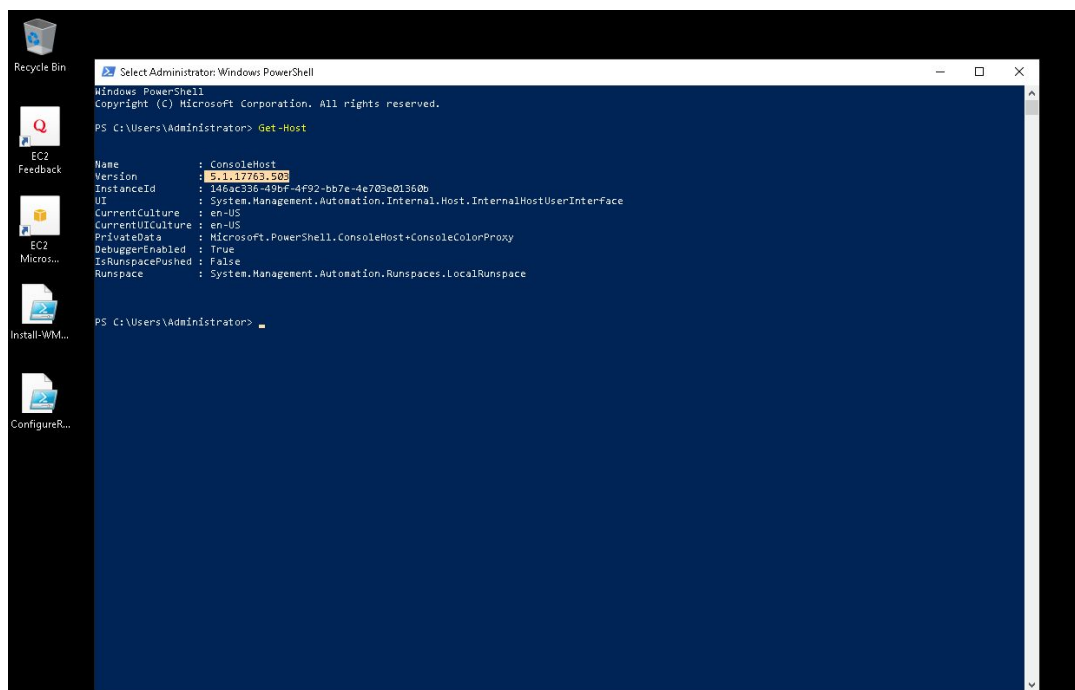 Recycle Bin
EC2
Feedback
EC2
Micros...
Install-WM...
ConfigureR...
Select Administrator: Windows PowerShell
Windows PowerShell
Copyright (C) Microsoft Corporation. All rights reserved.
PS C:\Users\Administrator> Get-Host
Name             : ConsoleHost
Version          : 5.1.17763.503
InstanceId       : 146ac336-49bf-4f92-bb7e-4e703e01360b
UI               : System.Management.Automation.Internal.Host.InternalHostUserInterface
CurrentCulture   : en-US
CurrentUICulture : en-US
PrivateData      : Microsoft.PowerShell.ConsoleHost+ConsoleColorProxy
DebuggerEnabled  : True
IsRunspacePushed : False
Runspace         : System.Management.Automation.Runspaces.LocalRunspace
PS C:\Users\Administrator>